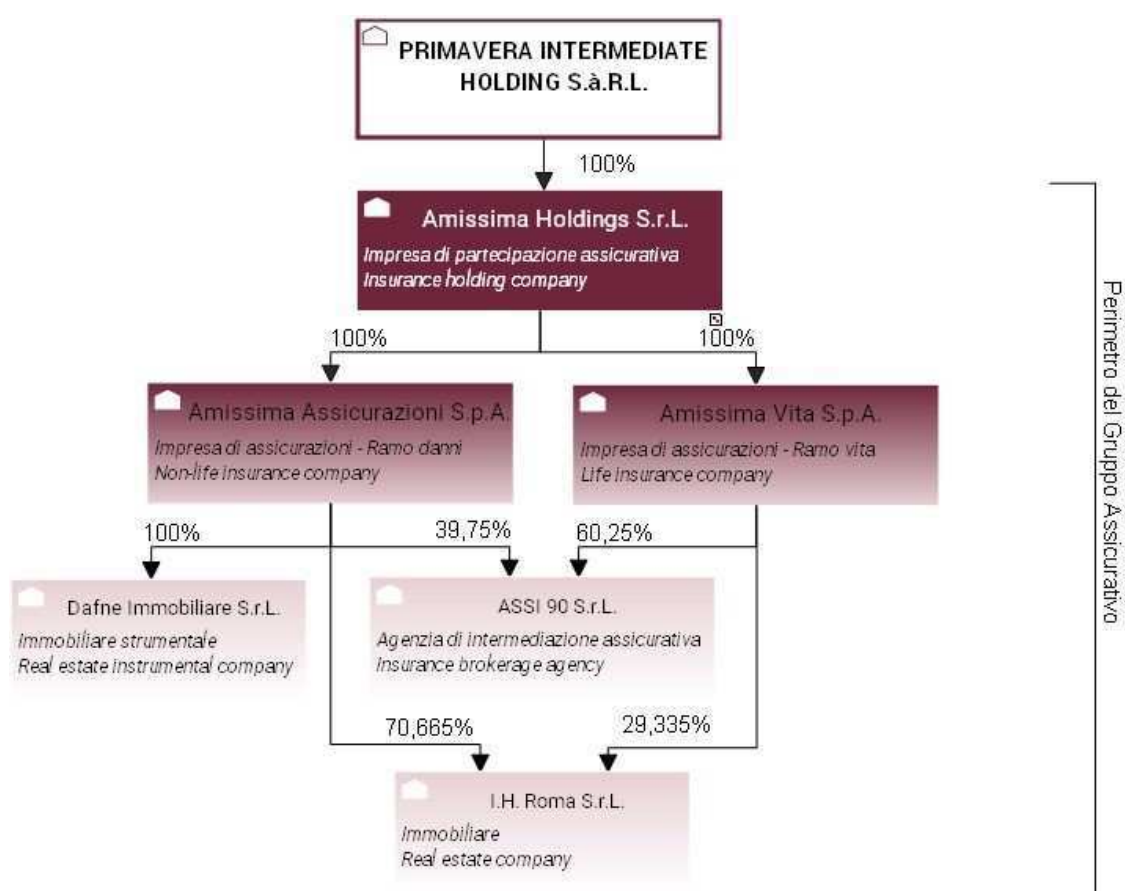 PRIMAVERA INTERMEDIATE
HOLDING S.à.R.L.
100%
Amissima Holdings S.r.L.
Impresa di partecipazione assicurativa
Insurance holding company
100%
100%
Amissima Assicurazioni S.p.A.
Impresa di assicurazioni - Ramo danni
Non-life insurance company
Amissima Vita S.p.A.
Impresa di assicurazioni - Ramo vita
Life insurance company
100%
39,75%
60,25%
Dafne Immobiliare S.r.L.
Immobiliare strumentale
Real estate instrumental company
ASSI 90 S.r.L.
Agenzia di intermediazione assicurativa
Insurance brokerage agency
70,665%
29,335%
I.H. Roma S.r.L.
Immobiliare
Real estate company
Perimetro del Gruppo Assicurativo